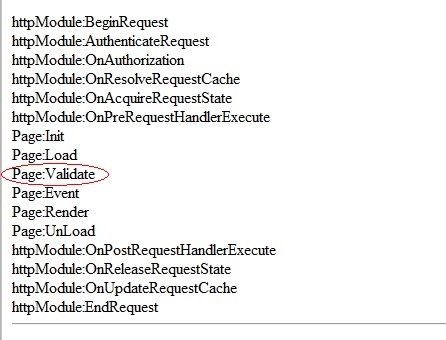 httpModule:BeginRequest
httpModule:AuthenticateRequest
httpModule:OnAuthorization
httpModule:OnResolveRequestCache
httpModule:OnAcquireRequestState
httpModule:OnPreRequestHandlerExecute
Page:Init
Page:Load
Page:Validate
Page:Event
Page:Render
Page:UnLoad
httpModule:OnPostRequestHandlerExecute
httpModule:OnReleaseRequestState
httpModule:OnUpdateRequestCache
httpModule:EndRequest